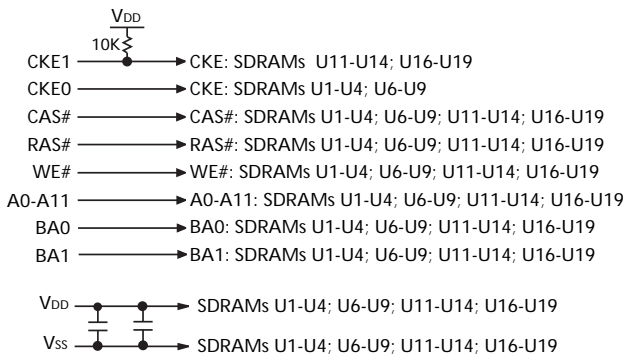 VDD
10K
CKE1 CKE: SDRAMs U11-U14; U16-U19
CKE0 CKE: SDRAMs U1-U4; U6-U9
CAS# CAS#: SDRAMs U1-U4; U6-U9; U11-U14; U16-U19
RAS# RAS#: SDRAMs U1-U4; U6-U9; U11-U14; U16-U19
WE# WE#: SDRAMs U1-U4; U6-U9; U11-U14; U16-U19
A0-A11 A0-A11: SDRAMs U1-U4; U6-U9; U11-U14; U16-U19
BA0 BA0: SDRAMs U1-U4; U6-U9; U11-U14; U16-U19
BA1 BA1: SDRAMs U1-U4; U6-U9; U11-U14; U16-U19
VDD SDRAMs U1-U4; U6-U9; U11-U14; U16-U19
VSS SDRAMs U1-U4; U6-U9; U11-U14; U16-U19